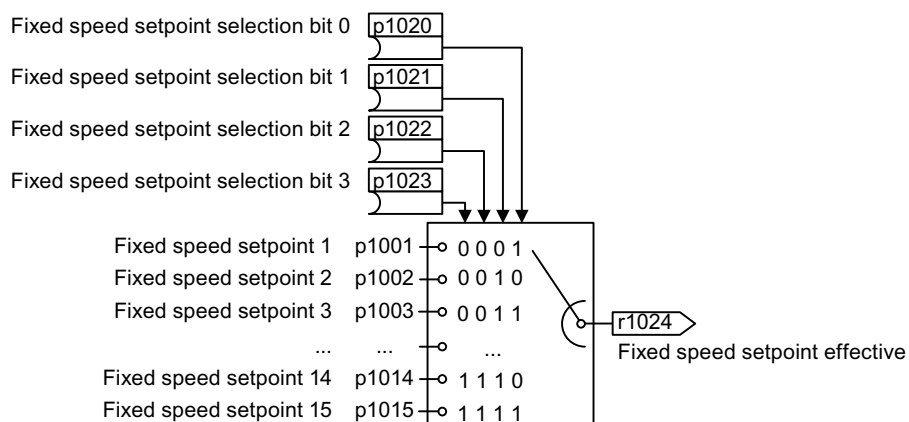 Fixed speed setpoint selection bit 0 p1020
Fixed speed setpoint selection bit 1 p1021
Fixed speed setpoint selection bit 2 p1022
Fixed speed setpoint selection bit 3 p1023
Fixed speed setpoint 1 p1001 0 0 0 1
Fixed speed setpoint 2 p1002 0 0 1 0
Fixed speed setpoint 3 p1003 0 0 1 1
r1024
... ... ...
Fixed speed setpoint effective
Fixed speed setpoint 14 p1014 1 1 1 0
Fixed speed setpoint 15 p1015 1 1 1 1